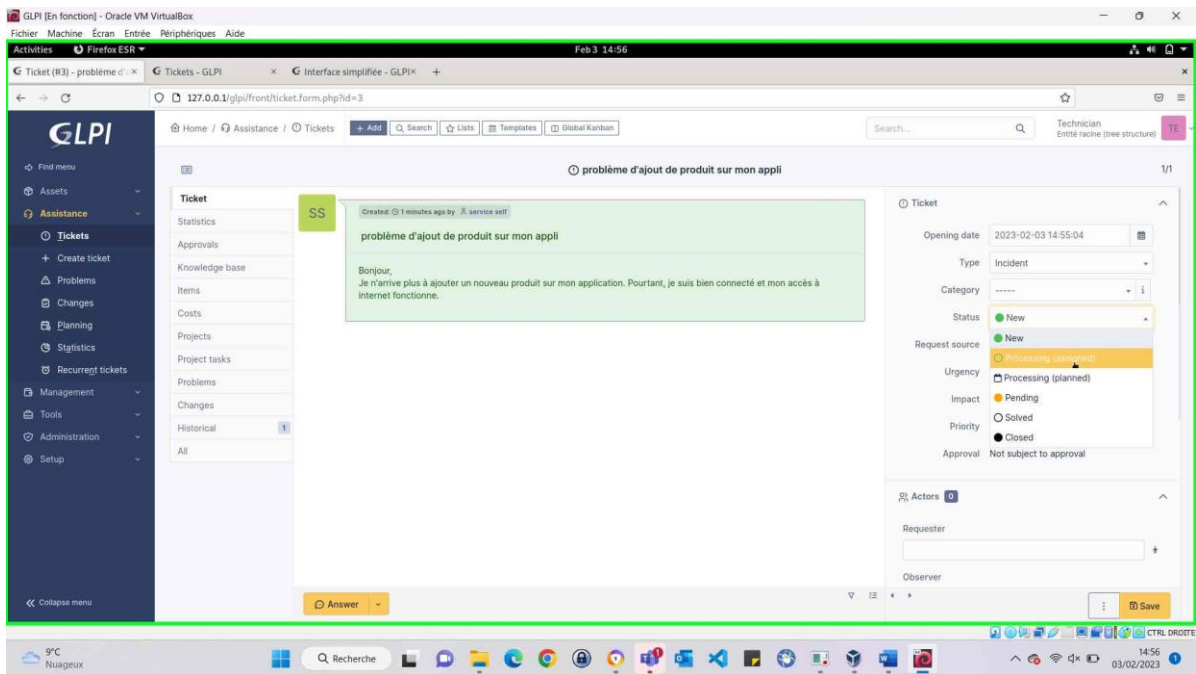 GLPI [En fonction] - Oracle VM VirtualBox
Fichier Machine Écran Entrée Périphériques Aide
Activities Firefox ESR Feb 3 14:56
Ticket (#3) - problème d'a × Tickets - GLPI × Interface simplifiée - GLPI × +
127.0.0.1/glpi/front/ticket.form.php?id=3
GLPI
Home / Assistance / Tickets + Add Search Lists Templates Global Kanban Search... Technician
Entité racine (tree structure) TE
Find menu
problème d'ajout de produit sur mon appli 1/1
Assets
Assistance
Tickets
+ Create ticket
Problems
Changes
Planning
Statistics
Recurrent tickets
Management
Tools
Administration
Setup
Collapse menu
Ticket
Statistics
Approvals
Knowledge base
Items
Costs
Projects
Project tasks
Problems
Changes
Historical 1
All
SS
Created: 1 minutes ago by service self
problème d'ajout de produit sur mon appli
Bonjour,
Je n'arrive plus à ajouter un nouveau produit sur mon application. Pourtant, je suis bien connecté et mon accès à
internet fonctionne.
Answer
Ticket
Opening date 2023-02-03 14:55:04
Type Incident
Category ----- i
Status New
New
Request source
Processing (assigned)
Urgency
Processing (planned)
Impact
Pending
Solved
Priority
Closed
Approval Not subject to approval
Actors 0
Requester
Observer
Save
CTRL DROITE
9°C
Nuageux
Recherche
14:56
03/02/2023